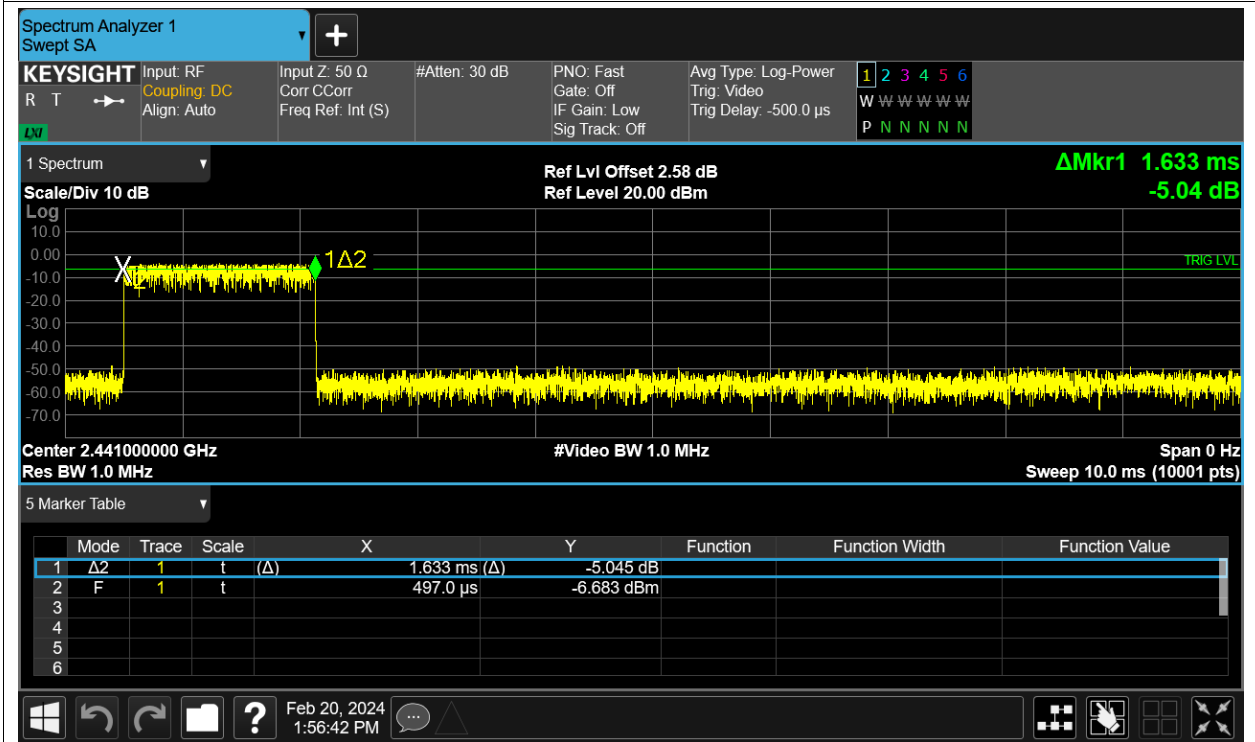 Spectrum Analyzer 1
Swept SA
+
KEYSIGHT Input: RF Input Z: 50 Ω #Atten: 30 dB PNO: Fast Avg Type: Log-Power 1 2 3 4 5 6
R T Coupling: DC Corr CCorr Gate: Off Trig: Video W W W W W W
Align: Auto Freq Ref: Int (S) IF Gain: Low Trig Delay: -500.0 µs
LXI Sig Track: Off P N N N N N
1 Spectrum Ref Lvl Offset 2.58 dB ΔMkr1 1.633 ms
Scale/Div 10 dB Ref Level 20.00 dBm -5.04 dB
Log
10.0
0.00 X 1Δ2 TRIG LVL
-10.0 2
-20.0
-30.0
-40.0
-50.0
-60.0
-70.0
Center 2.441000000 GHz #Video BW 1.0 MHz Span 0 Hz
Res BW 1.0 MHz Sweep 10.0 ms (10001 pts)
5 Marker Table
Mode Trace Scale X Y Function Function Width Function Value
1 Δ2 1 t (Δ) 1.633 ms (Δ) -5.045 dB
2 F 1 t 497.0 µs -6.683 dBm
3
4
5
6
? Feb 20, 2024
1:56:42 PM